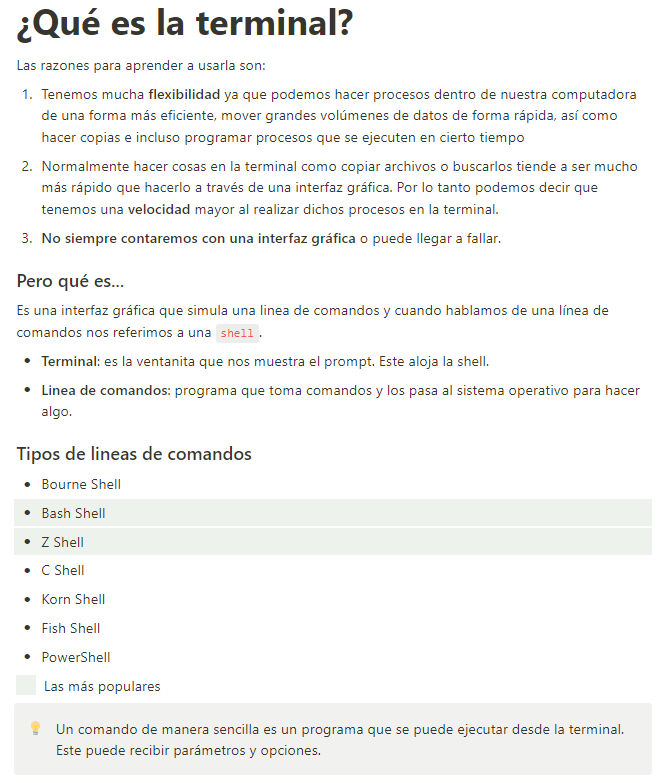 ¿Qué es la terminal?
Las razones para aprender a usarla son:
1. Tenemos mucha flexibilidad ya que podemos hacer procesos dentro de nuestra computadora
de una forma más eficiente, mover grandes volúmenes de datos de forma rápida, así como
hacer copias e incluso programar procesos que se ejecuten en cierto tiempo
2. Normalmente hacer cosas en la terminal como copiar archivos o buscarlos tiende a ser mucho
más rápido que hacerlo a través de una interfaz gráfica. Por lo tanto podemos decir que
tenemos una velocidad mayor al realizar dichos procesos en la terminal.
3. No siempre contaremos con una interfaz gráfica o puede llegar a fallar.
Pero qué es...
Es una interfaz gráfica que simula una linea de comandos y cuando hablamos de una línea de
comandos nos referimos a una shell.
• Terminal: es la ventanita que nos muestra el prompt. Este aloja la shell.
• Linea de comandos: programa que toma comandos y los pasa al sistema operativo para hacer
algo.
Tipos de lineas de comandos
• Bourne Shell
• Bash Shell
• Z Shell
• C Shell
• Korn Shell
• Fish Shell
• PowerShell
Las más populares
Un comando de manera sencilla es un programa que se puede ejecutar desde la terminal.
Este puede recibir parámetros y opciones.